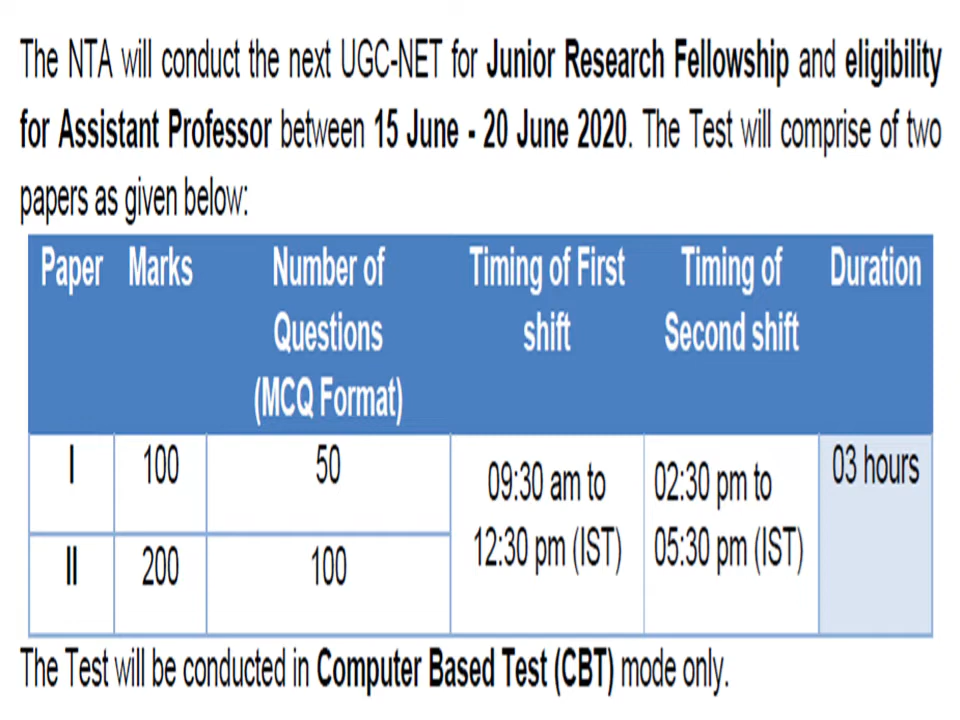 The NTA will conduct the next UGC-NET for Junior Research Fellowship and eligibility
for Assistant Professor between 15 June - 20 June 2020. The Test will comprise of two
papers as given below:
Paper Marks Number of Questions (MCQ Format) Timing of First shift Timing of Second shift Duration
I 100 50 09:30 am to 12:30 pm (IST) 02:30 pm to 05:30 pm (IST) 03 hours
II 200 100
The Test will be conducted in Computer Based Test (CBT) mode only.